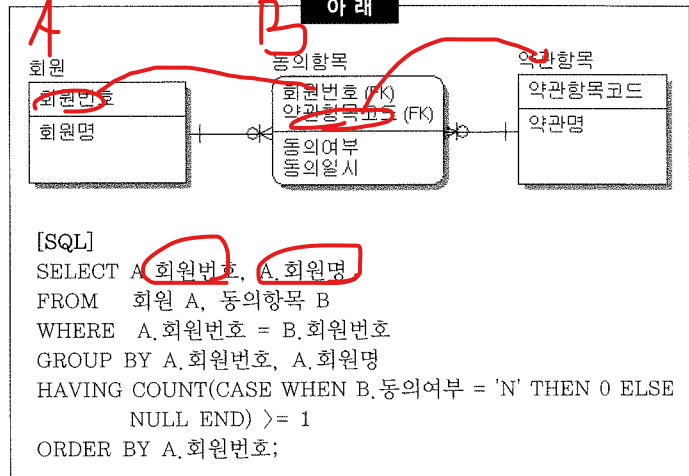 아 래
A
B
회원
회원번호
회원명
동의항목
회원번호 (FK)
약관항목코드 (FK)
동의여부
동의일시
약관항목
약관항목코드
약관명
[SQL]
SELECT A.회원번호, A.회원명
FROM 회원 A, 동의항목 B
WHERE A.회원번호 = B.회원번호
GROUP BY A.회원번호, A.회원명
HAVING COUNT(CASE WHEN B.동의여부 = 'N' THEN 0 ELSE
NULL END) >= 1
ORDER BY A.회원번호;